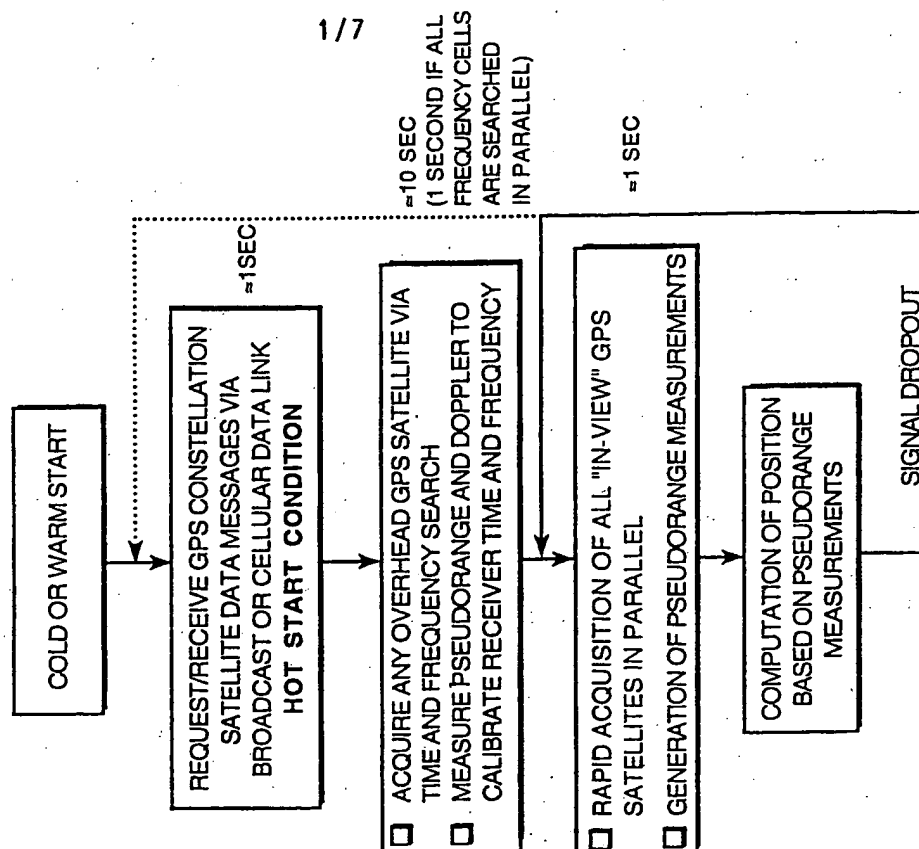 1/7
COLD OR WARM START
REQUEST/RECEIVE GPS CONSTELLATION
SATELLITE DATA MESSAGES VIA
BROADCAST OR CELLULAR DATA LINK
HOT START CONDITION
≈1SEC
ACQUIRE ANY OVERHEAD GPS SATELLITE VIA
TIME AND FREQUENCY SEARCH
MEASURE PSEUDORANGE AND DOPPLER TO
CALIBRATE RECEIVER TIME AND FREQUENCY
≈10 SEC
(1 SECOND IF ALL
FREQUENCY CELLS
ARE SEARCHED
IN PARALLEL)
RAPID ACQUISITION OF ALL "IN-VIEW" GPS
SATELLITES IN PARALLEL
GENERATION OF PSEUDORANGE MEASUREMENTS
≈1 SEC
COMPUTATION OF POSITION
BASED ON PSEUDORANGE
MEASUREMENTS
SIGNAL DROPOUT